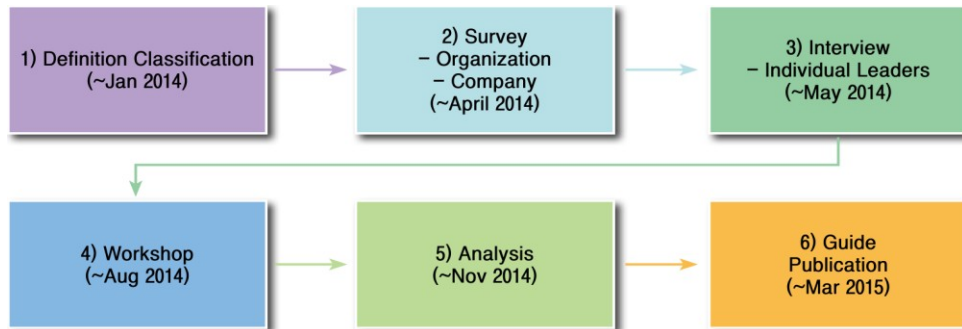 1) Definition Classification
(~Jan 2014)
2) Survey
– Organization
– Company
(~April 2014)
3) Interview
– Individual Leaders
(~May 2014)
4) Workshop
(~Aug 2014)
5) Analysis
(~Nov 2014)
6) Guide
Publication
(~Mar 2015)